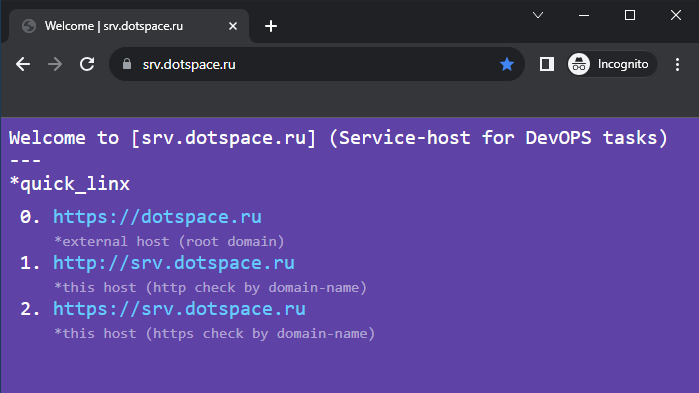 Welcome | srv.dotspace.ru
srv.dotspace.ru
Incognito
Welcome to [srv.dotspace.ru] (Service-host for DevOPS tasks)
---
*quick_linx
0. https://dotspace.ru
*external host (root domain)
1. http://srv.dotspace.ru
*this host (http check by domain-name)
2. https://srv.dotspace.ru
*this host (https check by domain-name)